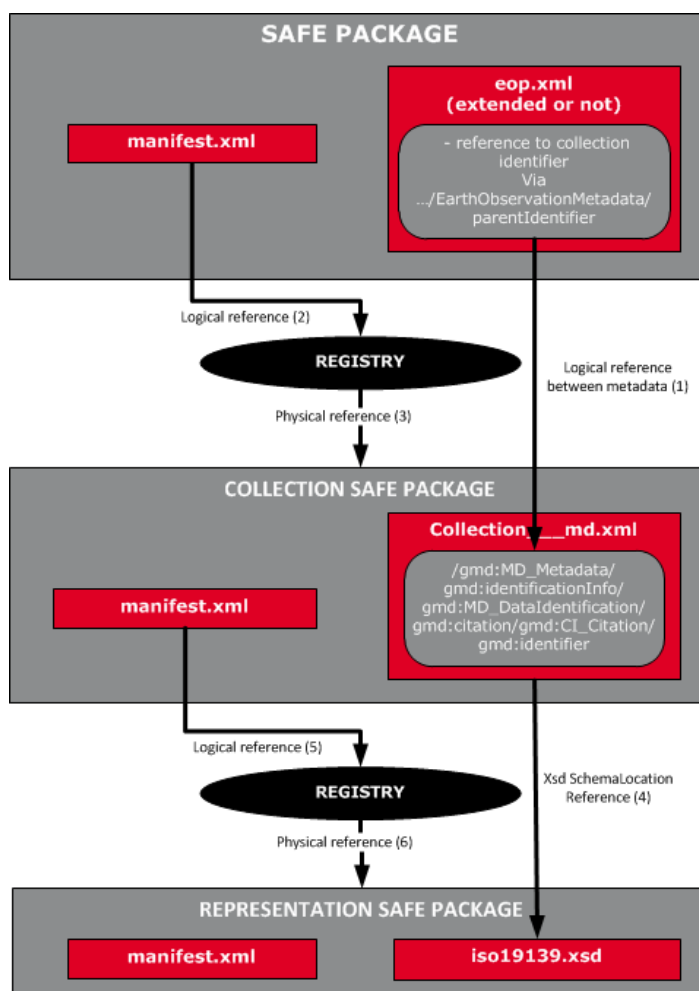 SAFE PACKAGE
eop.xml
(extended or not)
manifest.xml
- reference to collection
identifier
Via
.../EarthObservationMetadata/
parentIdentifier
Logical reference (2)
REGISTRY
Logical reference
between metadata (1)
Physical reference (3)
COLLECTION SAFE PACKAGE
Collection___md.xml
/gmd:MD_Metadata/
gmd:identificationInfo/
gmd:MD_DataIdentification/
gmd:citation/gmd:CI_Citation/
gmd:identifier
manifest.xml
Logical reference (5)
REGISTRY
Xsd SchemaLocation
Reference (4)
Physical reference (6)
REPRESENTATION SAFE PACKAGE
manifest.xml
iso19139.xsd